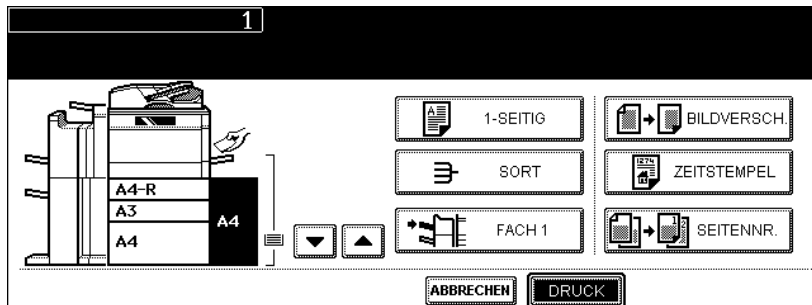 1
1-SEITIG
BILDVERSCH.
SORT
ZEITSTEMPEL
FACH 1
SEITENNR.
A4-R
A3
A4
A4
ABBRECHEN
DRUCK